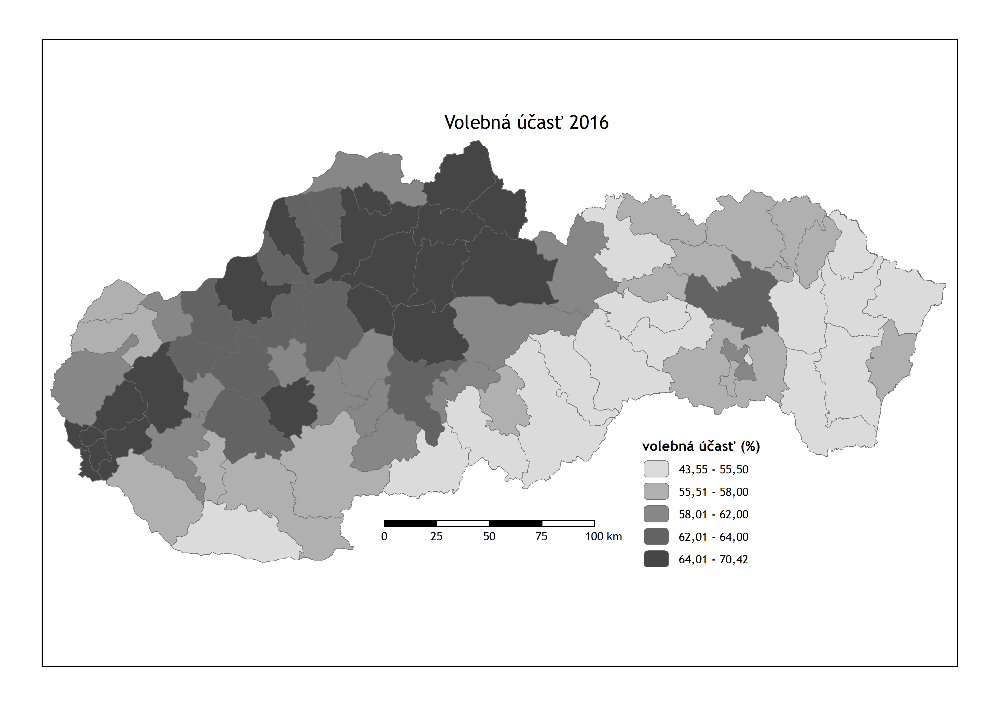 Volebná účasť 2016
volebná účasť (%)
43,55 - 55,50
55,51 - 58,00
58,01 - 62,00
62,01 - 64,00
64,01 - 70,42
0 25 50 75 100 km